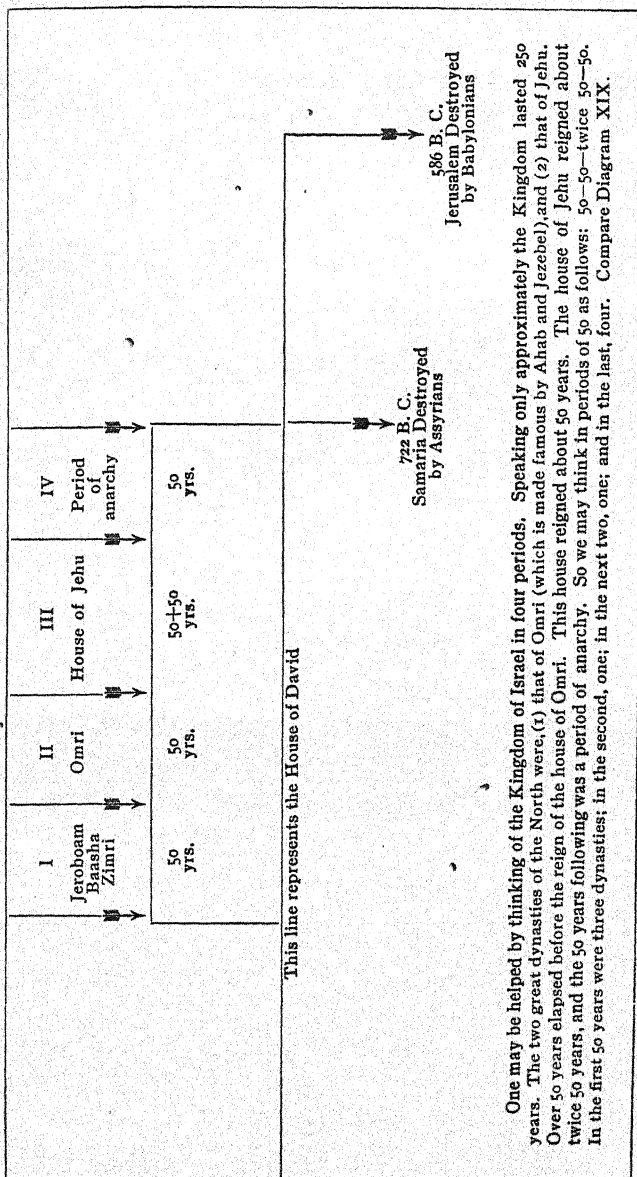 I
Jeroboam
Baasha
Zimri
II
Omri
III
House of Jehu
IV
Period
of
anarchy
50
yrs.
50
yrs.
50+50
yrs.
50
yrs.
This line represents the House of David
722 B. C.
Samaria Destroyed
by Assyrians
586 B. C.
Jerusalem Destroyed
by Babylonians
One may be helped by thinking of the Kingdom of Israel in four periods. Speaking only approximately the Kingdom lasted 250
years. The two great dynasties of the North were, (1) that of Omri (which is made famous by Ahab and Jezebel), and (2) that of Jehu.
Over 50 years elapsed before the reign of the house of Omri. This house reigned about 50 years. The house of Jehu reigned about
twice 50 years, and the 50 years following was a period of anarchy. So we may think in periods of 50 as follows: 50—50—twice 50—50.
In the first 50 years were three dynasties; in the second, one; in the next two, one; and in the last, four. Compare Diagram XIX.